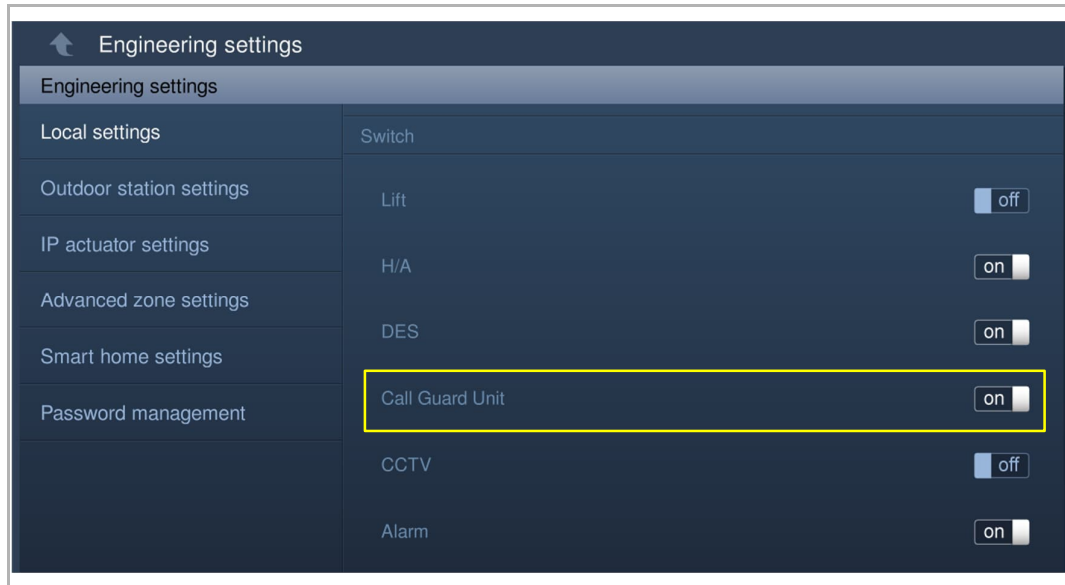 Engineering settings
Engineering settings
Local settings
Outdoor station settings
IP actuator settings
Advanced zone settings
Smart home settings
Password management
Switch
Lift off
H/A on
DES on
Call Guard Unit on
CCTV off
Alarm on